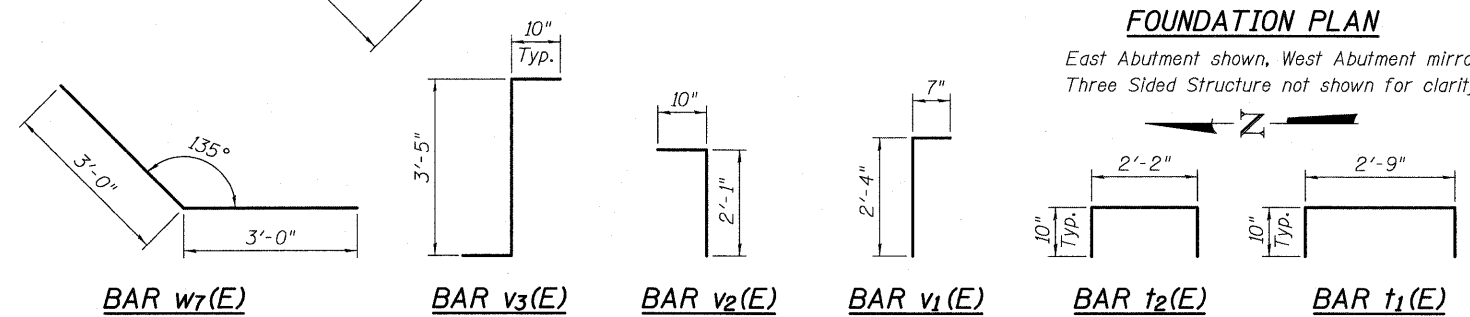 FOUNDATION PLAN
East Abutment shown, West Abutment mirro
Three Sided Structure not shown for clarity
N
135°
3'-0"
3'-0"
BAR w7(E)
10"
Typ.
3'-5"
BAR v3(E)
10"
2'-1"
BAR v2(E)
7"
2'-4"
BAR v1(E)
2'-2"
10"
Typ.
BAR t2(E)
2'-9"
10"
Typ.
BAR t1(E)